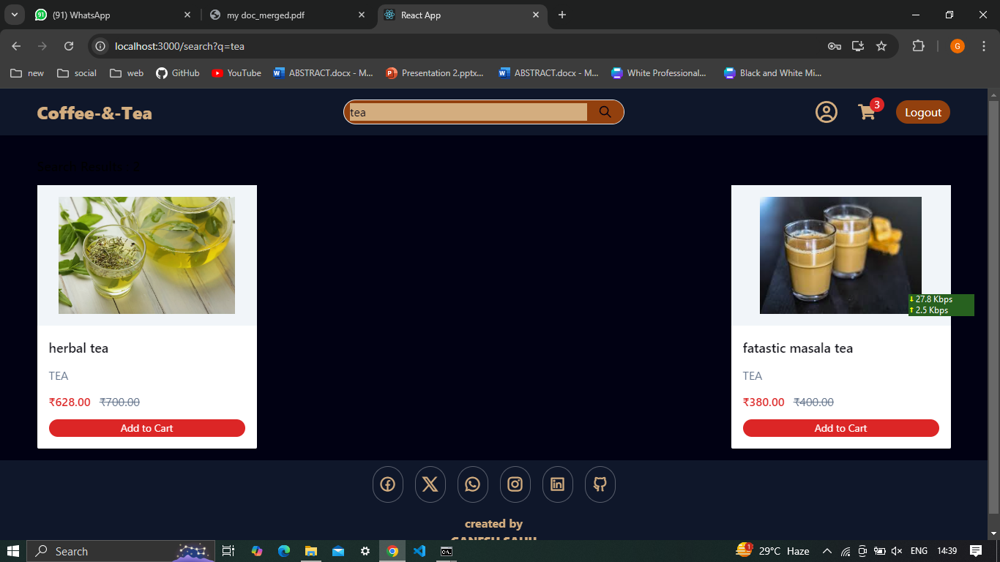 (91) WhatsApp
my doc_merged.pdf
React App
localhost:3000/search?q=tea
G
new
social
web
GitHub
YouTube
ABSTRACT.docx - M...
Presentation 2.pptx...
ABSTRACT.docx - M...
White Professional...
Black and White Mi...
Coffee-&-Tea
tea
3
Logout
Search Results : 2
herbal tea
TEA
₹628.00 ₹700.00
Add to Cart
fatastic masala tea
TEA
₹380.00 ₹400.00
Add to Cart
27.8 Kbps
2.5 Kbps
created by
GANESH SAHU
Search
1
29°C Haze
ENG
14:39